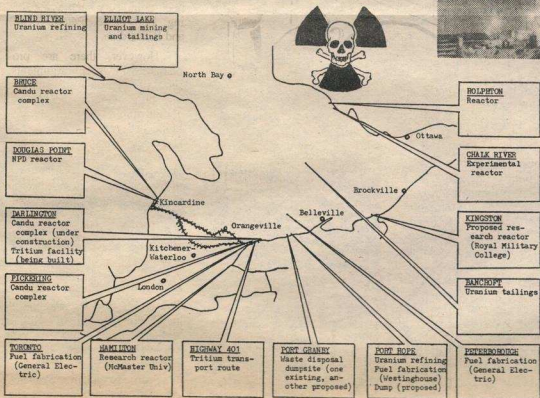 BLIND RIVER
Uranium refining
ELLIOT LAKE
Uranium mining
and tailings
BRUCE
Candu reactor
complex
DOUGLAS POINT
NPD reactor
DARLINGTON
Candu reactor
complex (under
construction)
Tritium facility
(being built)
PICKERING
Candu reactor
complex
TORONTO
Fuel fabrication
(General Elec-
tric)
HAMILTON
Research reactor
(McMaster Univ)
HIGHWAY 401
Tritium trans-
port route
PORT GRANBY
Waste disposal
dumpsite (one
existing, an-
other proposed)
PORT HOPE
Uranium refining
Fuel fabrication
(Westinghouse)
Dump (proposed)
PETERBOROUGH
Fuel fabrication
(General Elec-
tric)
BANCROFT
Uranium tailings
KINGSTON
Proposed res-
earch reactor
(Royal Military
College)
CHALK RIVER
Experimental
reactor
ROLPHTON
Reactor
North Bay
Ottawa
Brockville
Belleville
Kincardine
Orangeville
Kitchener-
Waterloo
London